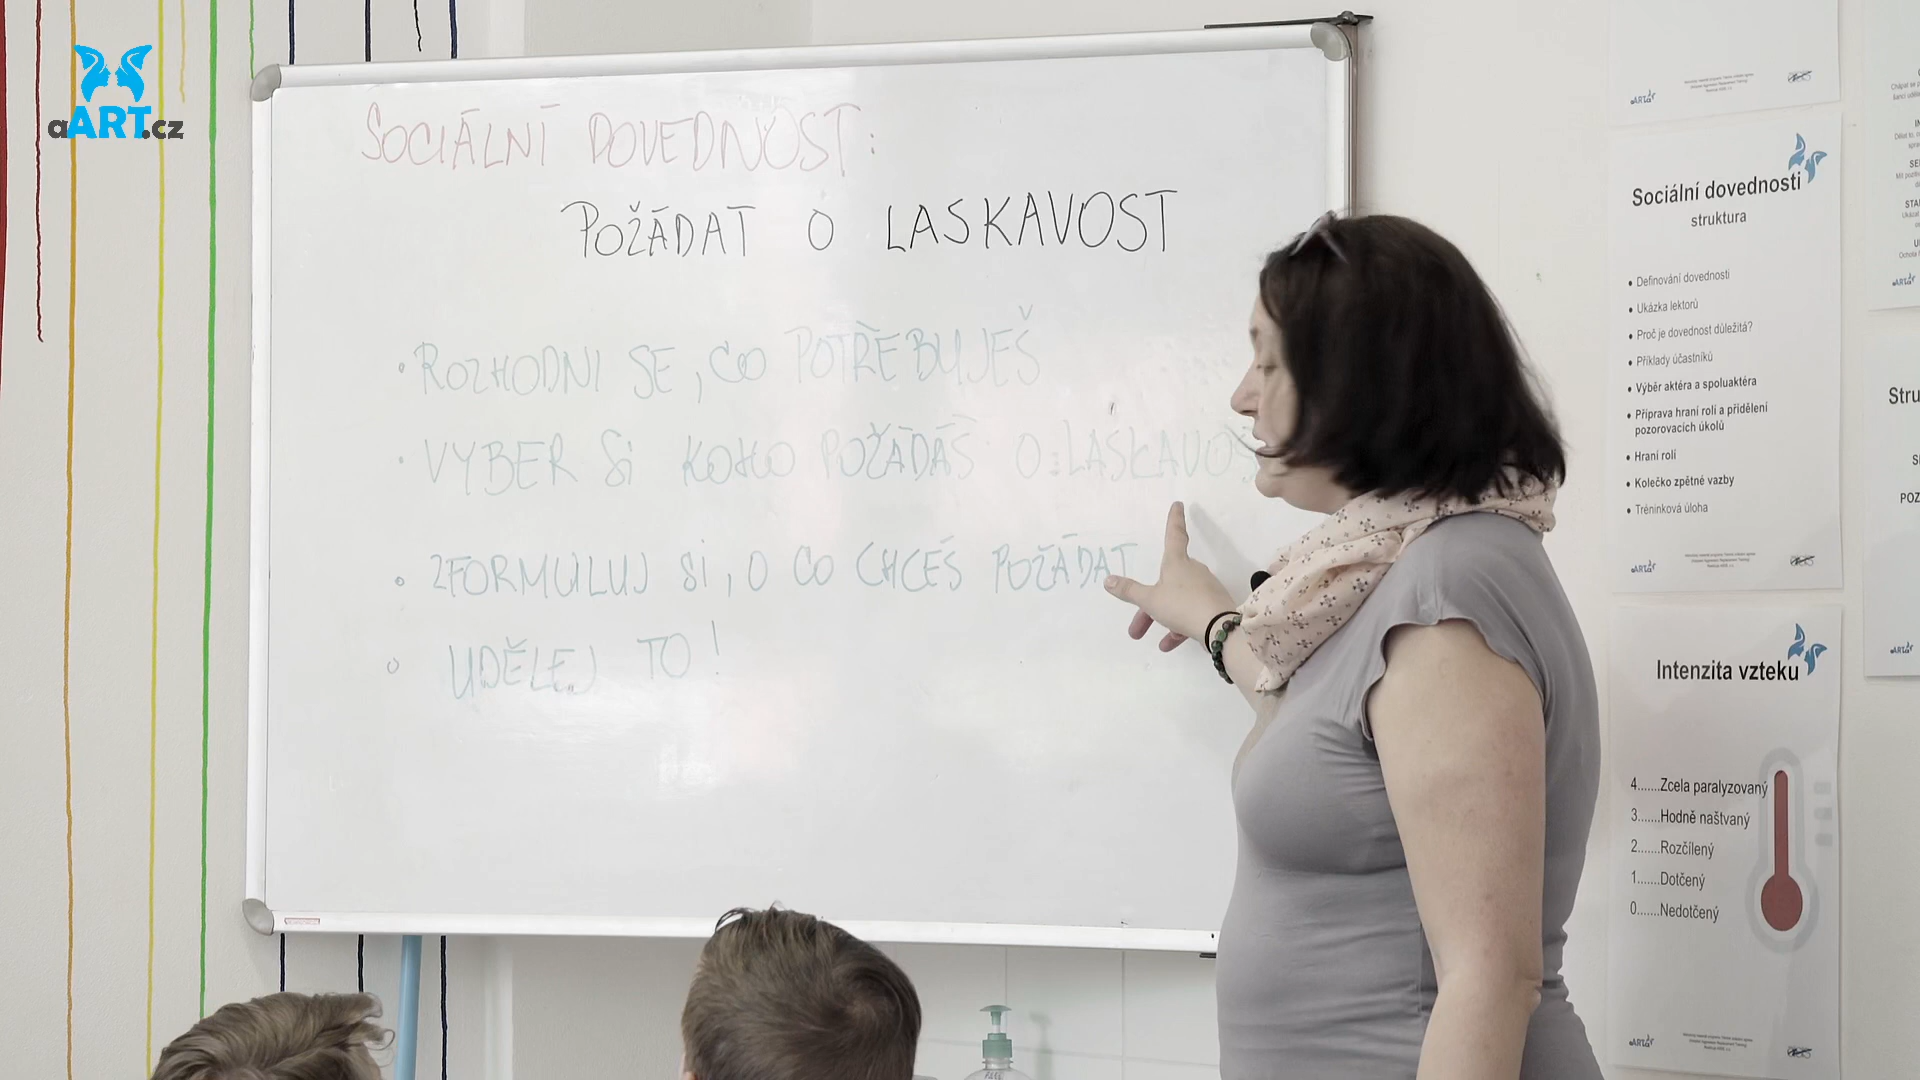 aART.cz
SOCIÁLNÍ DOVEDNOST:
POŽÁDAT O LASKAVOST
• ROZHODNI SE, CO POTŘEBUJEŠ
• VYBER SI KOHO POŽÁDÁŠ O LASKAVOS
• ZFORMULUJ SI, O CO CHCEŠ POŽÁDAT
• UDĚLEJ TO!
Sociální dovednosti
struktura
• Definování dovednosti
• Ukázka lektorů
• Proč je dovednost důležitá?
• Příklady účastníků
• Výběr aktéra a spoluaktéra
• Příprava hraní rolí a přidělení
pozorovacích úkolů
• Hraní rolí
• Kolečko zpětné vazby
• Tréninková úloha
Intenzita vzteku
4.......Zcela paralyzovaný
3.......Hodně naštvaný
2.......Rozčílený
1.......Dotčený
0.......Nedotčený
Stru
POZ